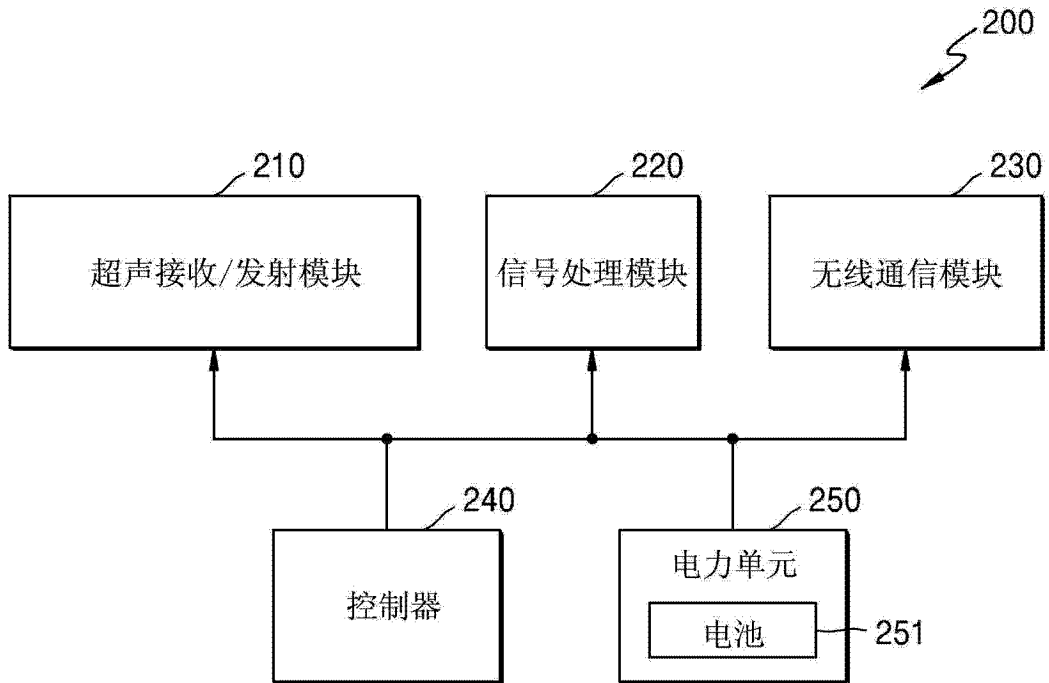 200
210
220
230
超声接收/发射模块
信号处理模块
无线通信模块
240
250
控制器
电力单元
电池
251